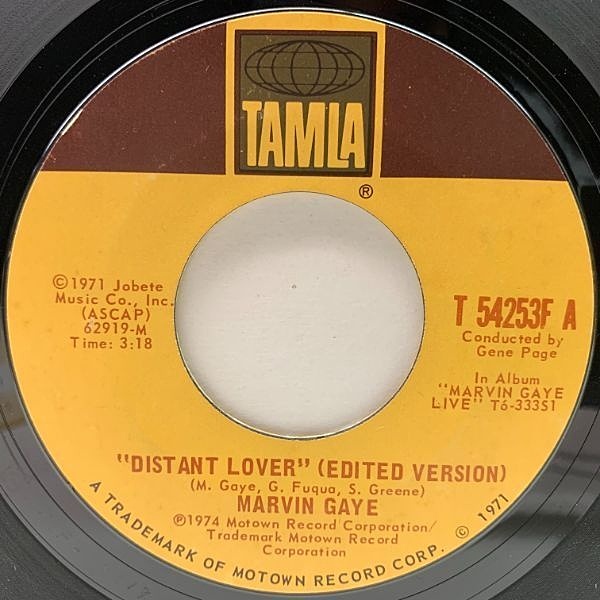 TAMLA
®
©1971 Jobete
Music Co., Inc.
(ASCAP)
62919-M
Time: 3:18
T 54253F A
Conducted by
Gene Page
In Album
"MARVIN GAYE
LIVE" T6-333S1
"DISTANT LOVER" (EDITED VERSION)
(M. Gaye, G. Fuqua, S. Greene)
MARVIN GAYE
℗1974 Motown Record Corporation/
Trademark Motown Record
Corporation
A TRADEMARK OF MOTOWN RECORD CORP. © 1971